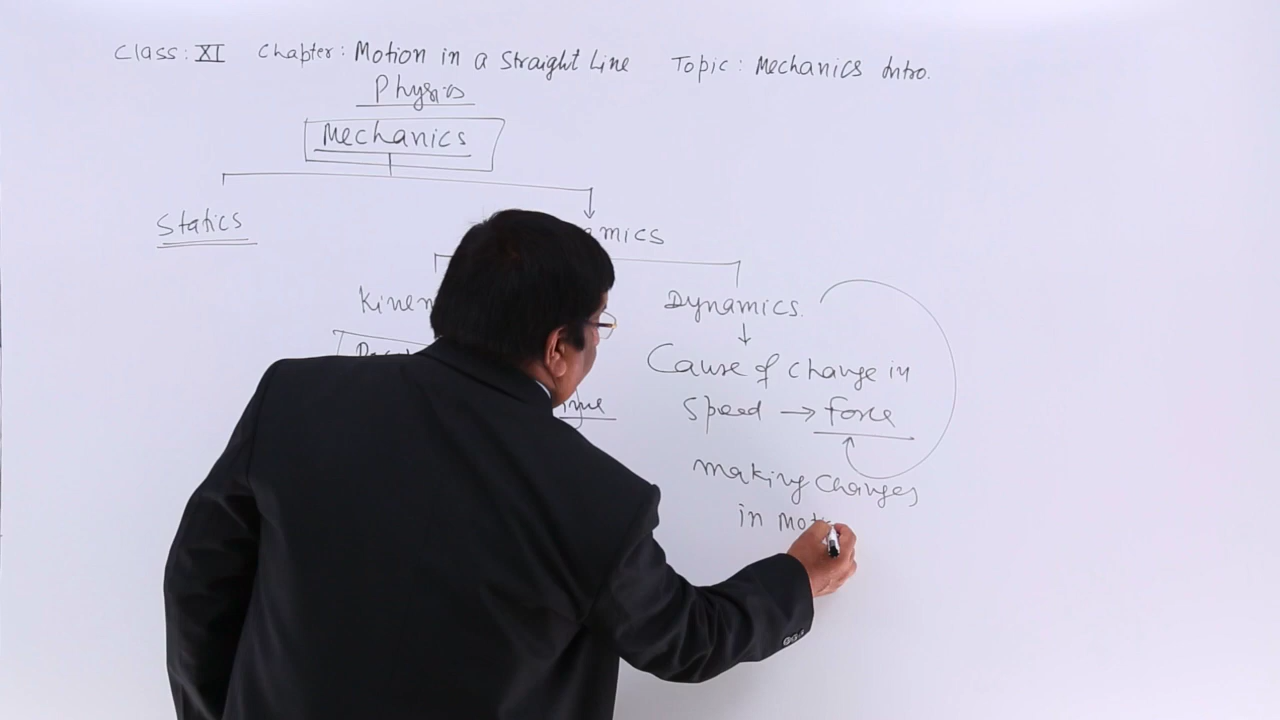 Class: XI Chapter: Motion in a Straight Line Topic: Mechanics Intro.
Physics
Mechanics
Statics
Kinem
Dynamics.
Cause of change in
Speed → force
Making changes
in mot